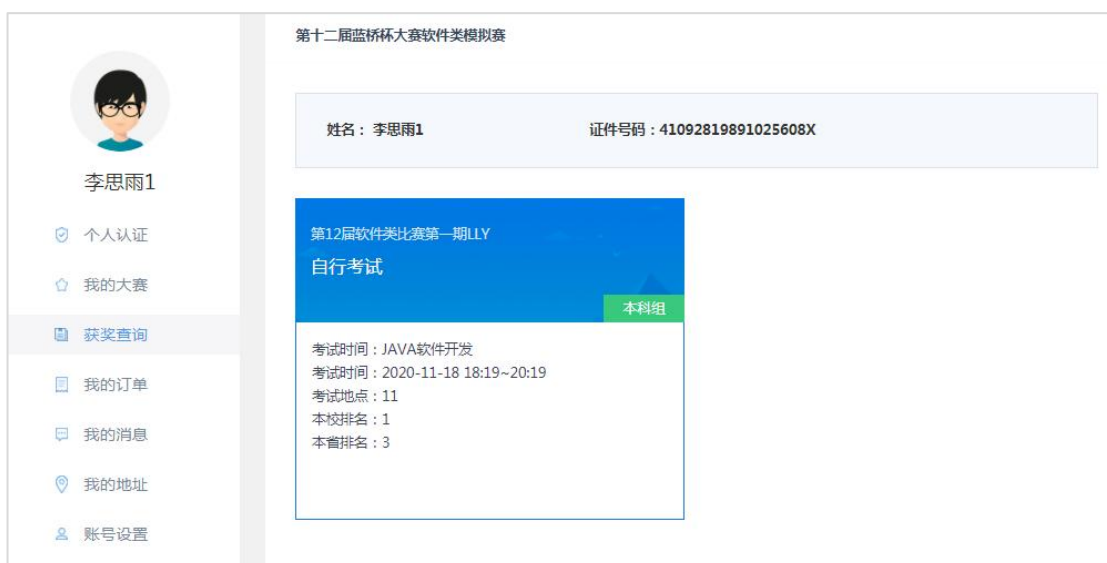 李思雨1
个人认证
我的大赛
获奖查询
我的订单
我的消息
我的地址
账号设置
第十二届蓝桥杯大赛软件类模拟赛
姓名： 李思雨1 证件号码：41092819891025608X
第12届软件类比赛第一期LLY
自行考试
本科组
考试时间：JAVA软件开发
考试时间：2020-11-18 18:19~20:19
考试地点：11
本校排名：1
本省排名：3